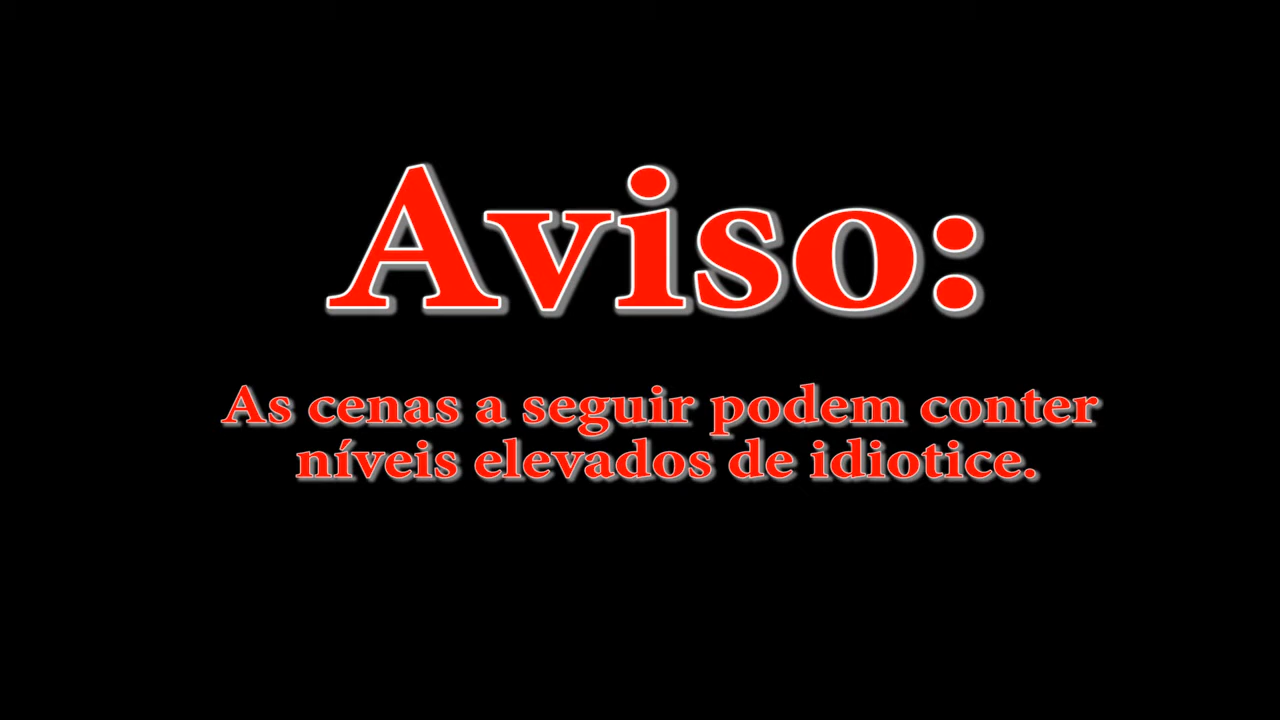 Aviso:
As cenas a seguir podem conter
níveis elevados de idiotice.